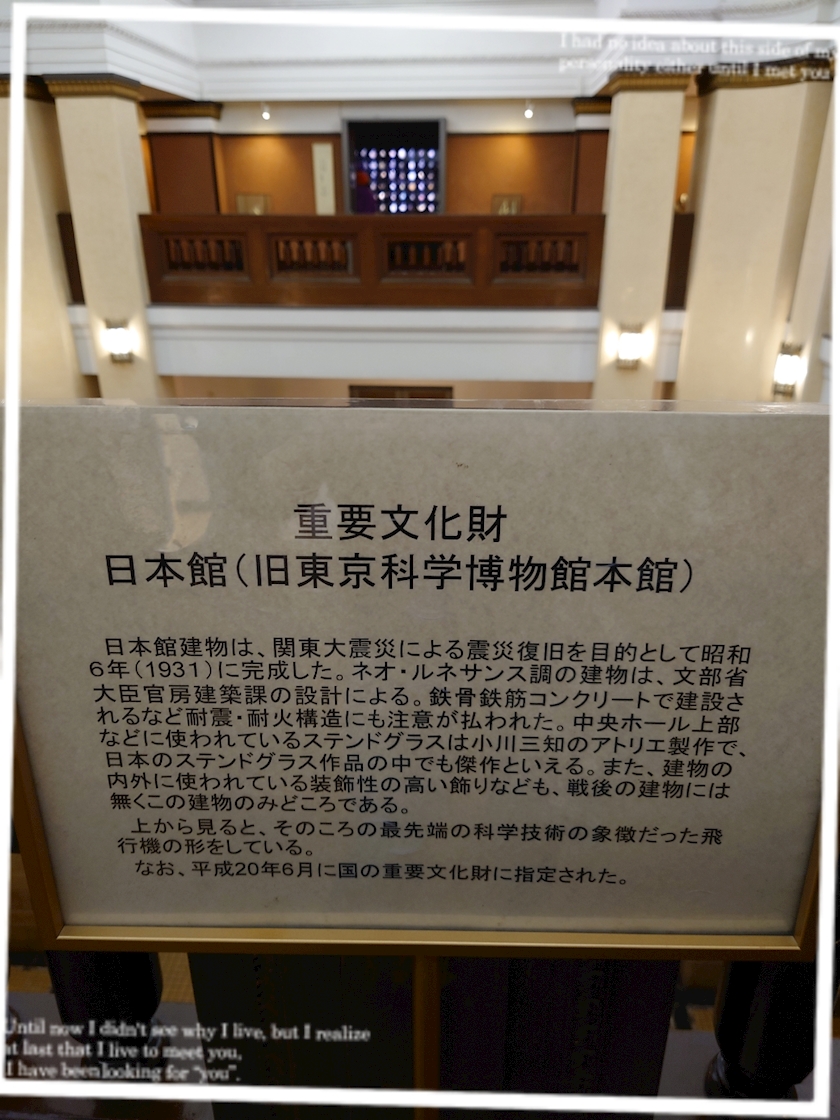 I had no idea about this side of my
personality either until I met you
重要文化財
日本館(旧東京科学博物館本館)
日本館建物は、関東大震災による震災復旧を目的として昭和
6年(1931)に完成した。ネオ・ルネサンス調の建物は、文部省
大臣官房建築課の設計による。鉄骨鉄筋コンクリートで建設さ
れるなど耐震・耐火構造にも注意が払われた。中央ホール上部
などに使われているステンドグラスは小川三知のアトリエ製作で、
日本のステンドグラス作品の中でも傑作といえる。また、建物の
内外に使われている装飾性の高い飾りなども、戦後の建物には
無くこの建物のみどころである。
上から見ると、そのころの最先端の科学技術の象徴だった飛
行機の形をしている。
なお、平成20年6月に国の重要文化財に指定された。
Until now I didn't see why I live, but I realize
at last that I live to meet you,
I have been looking for "you".